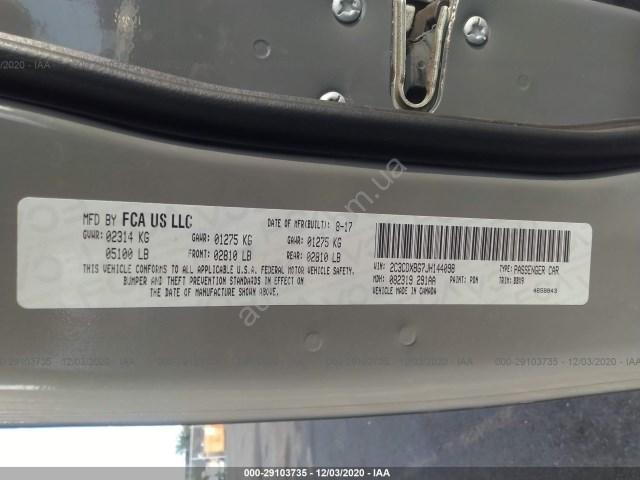 MFD BY FCA US LLC DATE OF MFR(BUILT): 8-17
GVWR: 02314 KG GAWR: 01275 KG GAWR: 01275 KG
05100 LB FRONT: 02810 LB REAR: 02810 LB
THIS VEHICLE CONFORMS TO ALL APPLICABLE U.S.A. FEDERAL MOTOR VEHICLE SAFETY,
BUMPER AND THEFT PREVENTION STANDARDS IN EFFECT ON
THE DATE OF MANUFACTURE SHOWN ABOVE.
VIN: 2C3CDXBG7JH144098 TYPE: PASSENGER CAR
MDH: 082319 291AA PAINT: PDN TRIM: BBV9
VEHICLE MADE IN CANADA 4858943
000-29103735 - 12/03/2020 - IAA